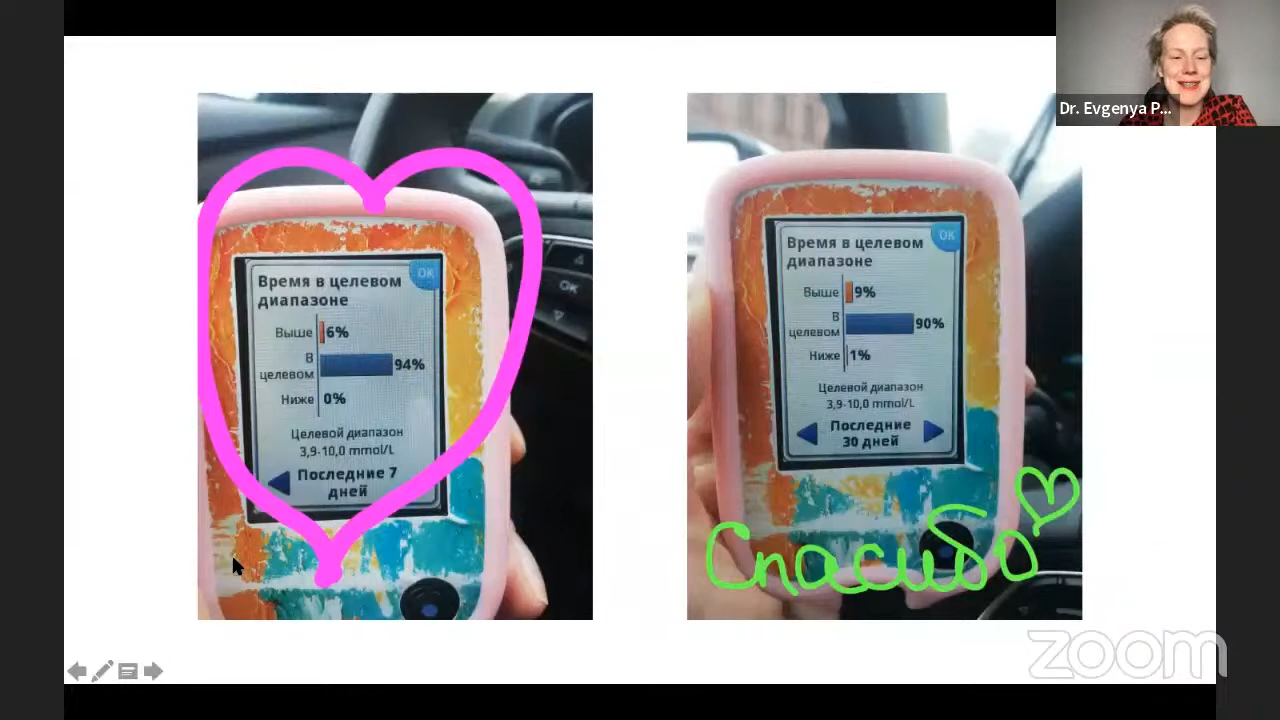 Dr. Evgenya P...
Время в целевом
диапазоне
OK
Выше 6%
В
целевом 94%
Ниже 0%
Целевой диапазон
3,9-10,0 mmol/L
Последние 7
дней
OK
Время в целевом
диапазоне
OK
Выше 9%
В
целевом 90%
Ниже 1%
Целевой диапазон
3,9-10,0 mmol/L
Последние
30 дней
Спасибо
zoom